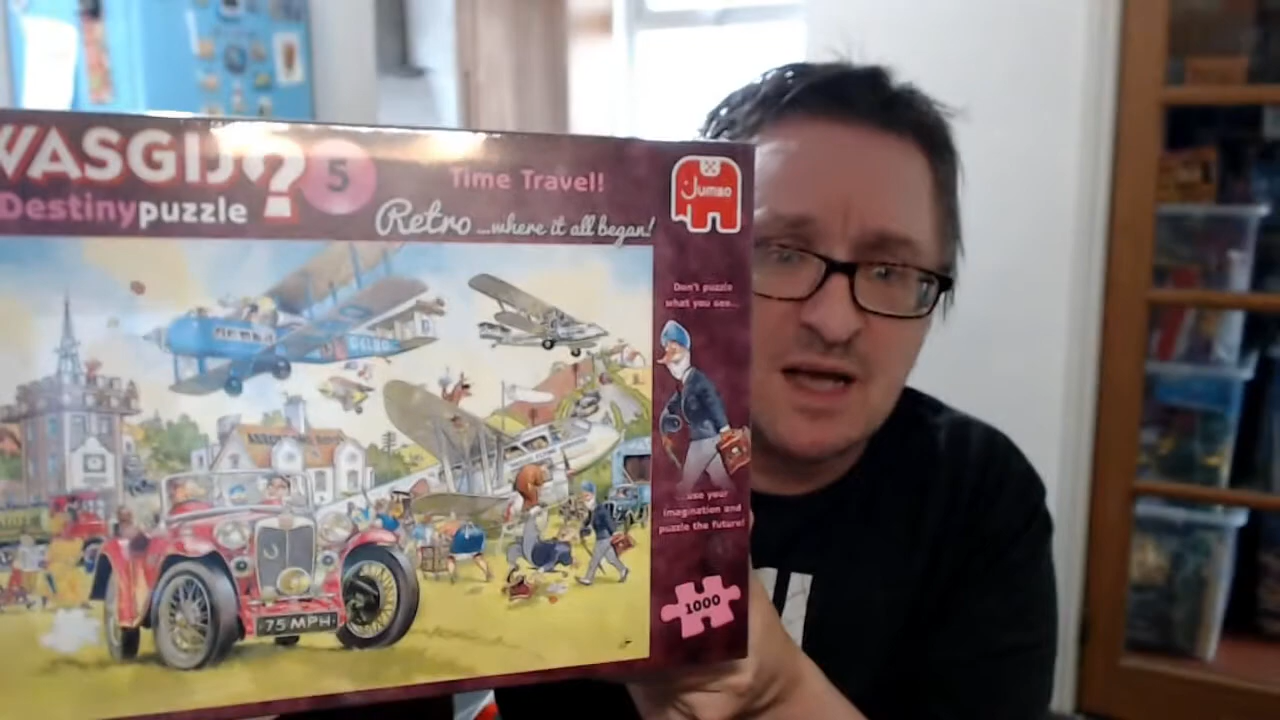 WASGIJ?
5
Destinypuzzle
Time Travel!
Retro ...where it all began!
Jumbo
Don't puzzle
what you see...
...use your
imagination and
puzzle the future!
1000
75 MPH